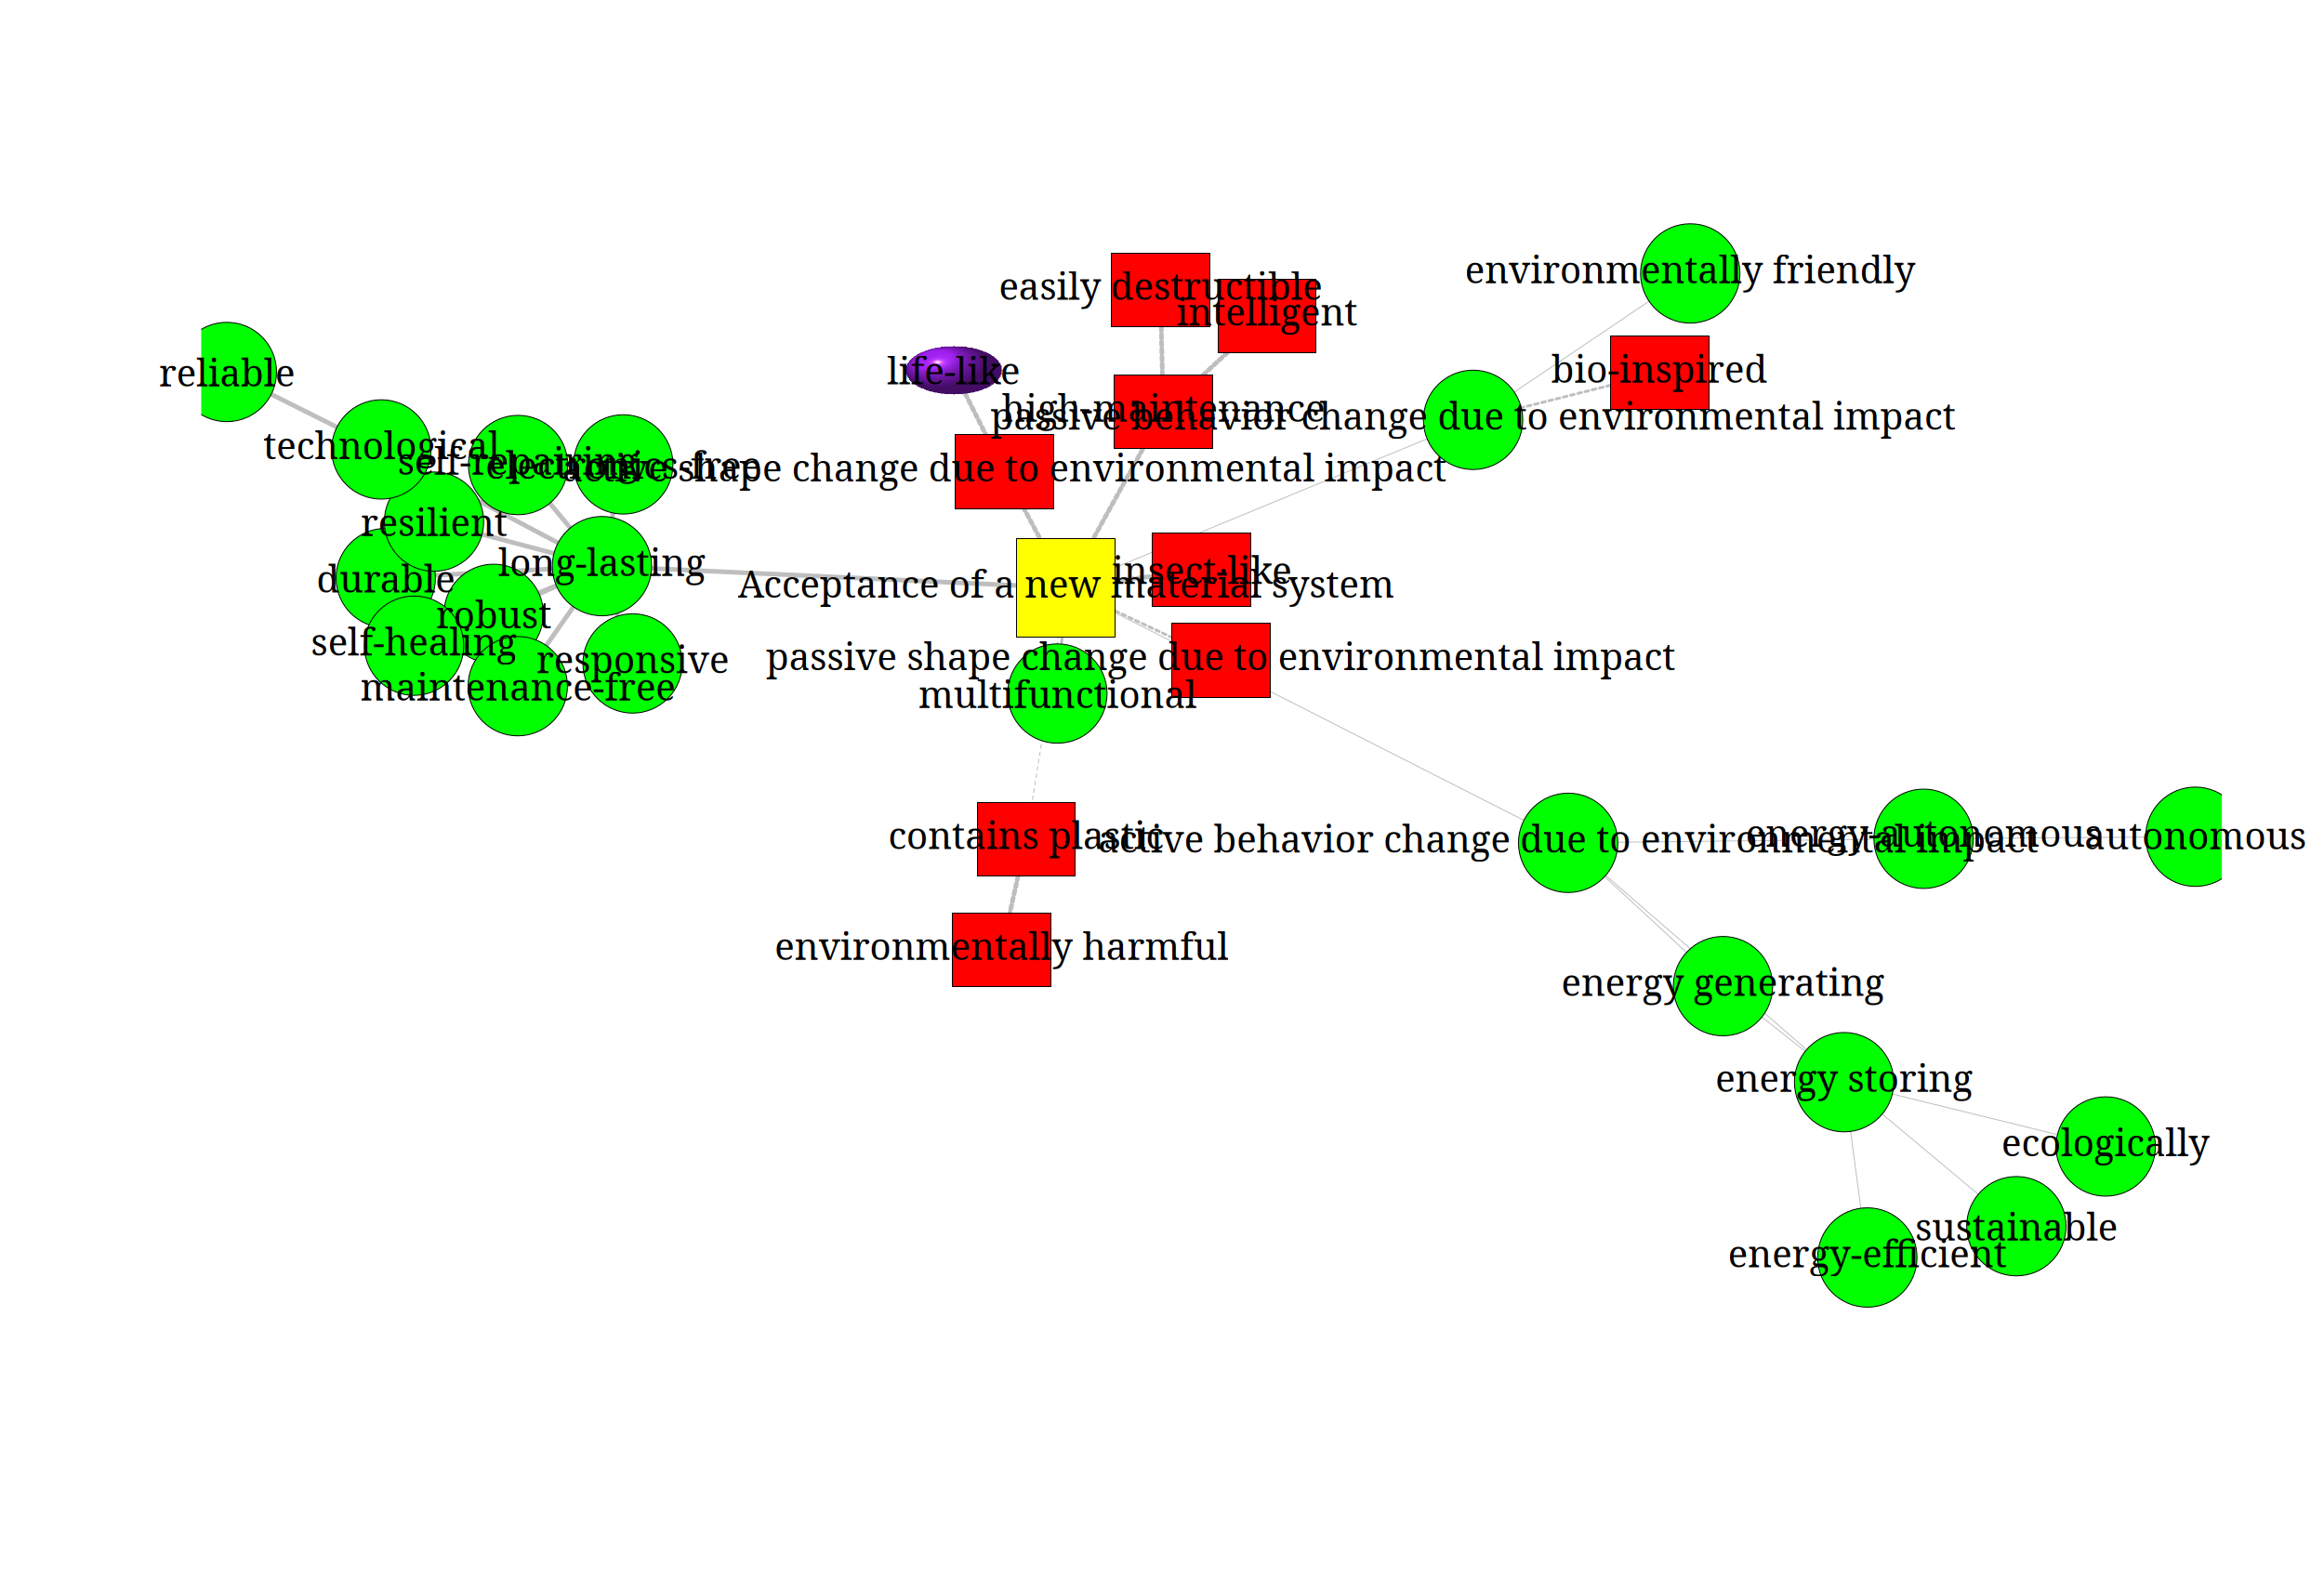 environmentally friendly
easily destructible
intelligent
life-like
bio-inspired
reliable
high-maintenance
passive behavior change due to environmental impact
technological
self-repairing
electronics-free
active shape change due to environmental impact
resilient
long-lasting
insect-like
durable
Acceptance of a new material system
robust
self-healing
responsive
passive shape change due to environmental impact
maintenance-free
multifunctional
contains plastic
active behavior change due to environmental impact
energy-autonomous
autonomous
environmentally harmful
energy generating
energy storing
ecologically
sustainable
energy-efficient